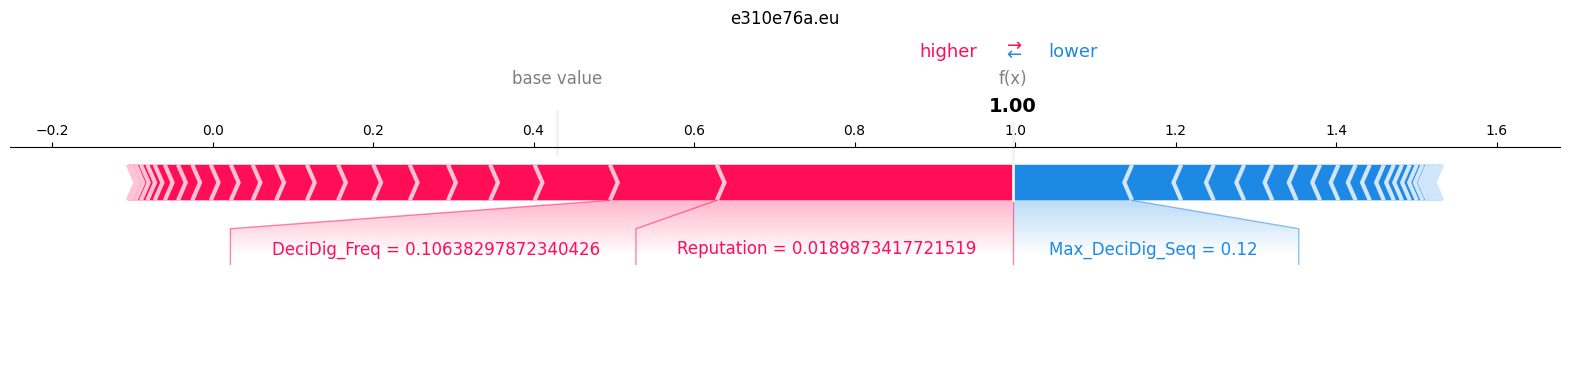 e310e76a.eu
higher → ← lower
base value f(x)
1.00
−0.2 0.0 0.2 0.4 0.6 0.8 1.0 1.2 1.4 1.6
DeciDig_Freq = 0.10638297872340426 Reputation = 0.0189873417721519 Max_DeciDig_Seq = 0.12